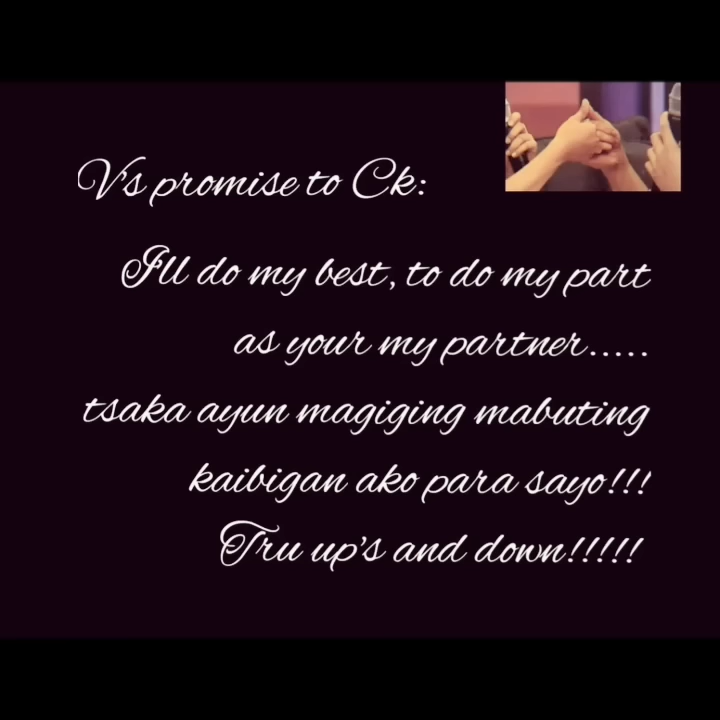 Vs promise to Ck:
I'll do my best, to do my part
as your my partner.....
tsaka ayun magiging mabuting
kaibigan ako para sayo!!!
Tru up's and down!!!!!